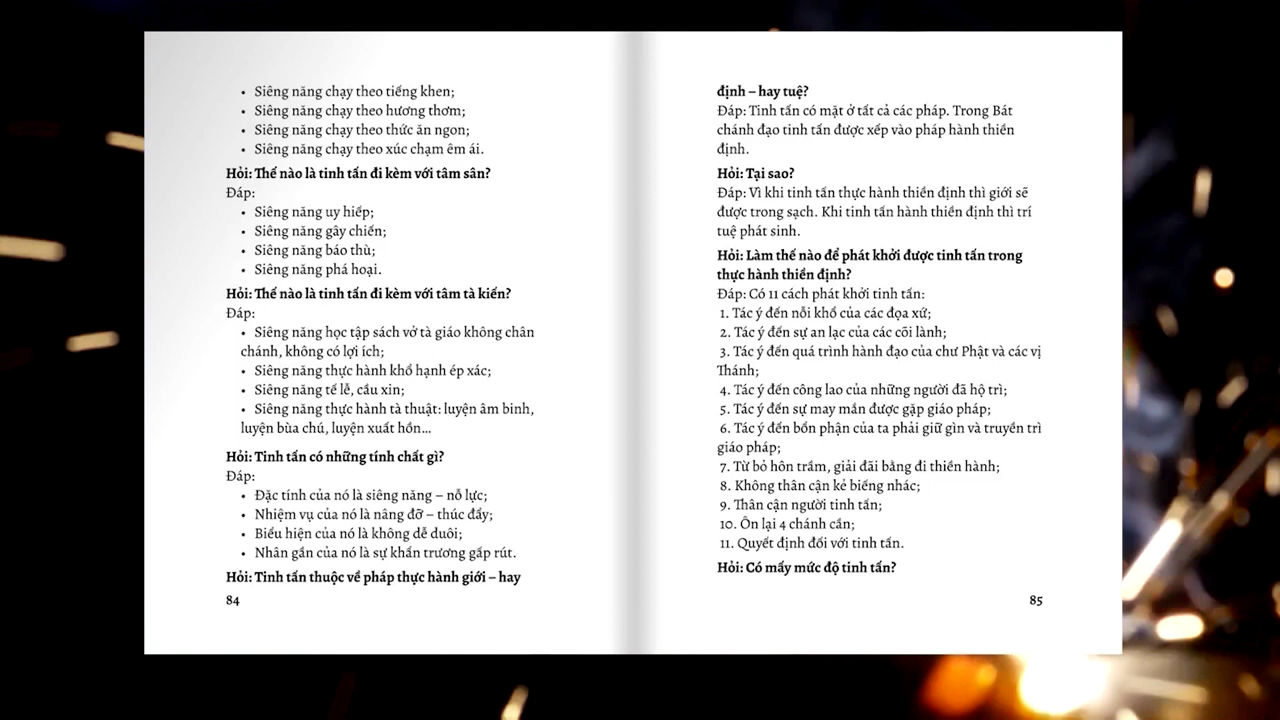 • Siêng năng chạy theo tiếng khen;
• Siêng năng chạy theo hương thơm;
• Siêng năng chạy theo thức ăn ngon;
• Siêng năng chạy theo xúc chạm êm ái.
Hỏi: Thế nào là tinh tấn đi kèm với tâm sân?
Đáp:
• Siêng năng uy hiếp;
• Siêng năng gây chiến;
• Siêng năng báo thù;
• Siêng năng phá hoại.
Hỏi: Thế nào là tinh tấn đi kèm với tâm tà kiến?
Đáp:
• Siêng năng học tập sách vở tà giáo không chân
chánh, không có lợi ích;
• Siêng năng thực hành khổ hạnh ép xác;
• Siêng năng tế lễ, cầu xin;
• Siêng năng thực hành tà thuật: luyện âm binh,
luyện bùa chú, luyện xuất hồn...
Hỏi: Tinh tấn có những tính chất gì?
Đáp:
• Đặc tính của nó là siêng năng – nỗ lực;
• Nhiệm vụ của nó là nâng đỡ – thúc đẩy;
• Biểu hiện của nó là không dễ duôi;
• Nhân gần của nó là sự khẩn trương gấp rút.
Hỏi: Tinh tấn thuộc về pháp thực hành giới – hay
84
định – hay tuệ?
Đáp: Tinh tấn có mặt ở tất cả các pháp. Trong Bát
chánh đạo tinh tấn được xếp vào pháp hành thiền
định.
Hỏi: Tại sao?
Đáp: Vì khi tinh tấn thực hành thiền định thì giới sẽ
được trong sạch. Khi tinh tấn hành thiền định thì trí
tuệ phát sinh.
Hỏi: Làm thế nào để phát khởi được tinh tấn trong
thực hành thiền định?
Đáp: Có 11 cách phát khởi tinh tấn:
1. Tác ý đến nỗi khổ của các đọa xứ;
2. Tác ý đến sự an lạc của các cõi lành;
3. Tác ý đến quá trình hành đạo của chư Phật và các vị
Thánh;
4. Tác ý đến công lao của những người đã hộ trì;
5. Tác ý đến sự may mắn được gặp giáo pháp;
6. Tác ý đến bổn phận của ta phải giữ gìn và truyền trì
giáo pháp;
7. Từ bỏ hôn trầm, giải đãi bằng đi thiền hành;
8. Không thân cận kẻ biếng nhác;
9. Thân cận người tinh tấn;
10. Ôn lại 4 chánh cần;
11. Quyết định đối với tinh tấn.
Hỏi: Có mấy mức độ tinh tấn?
85